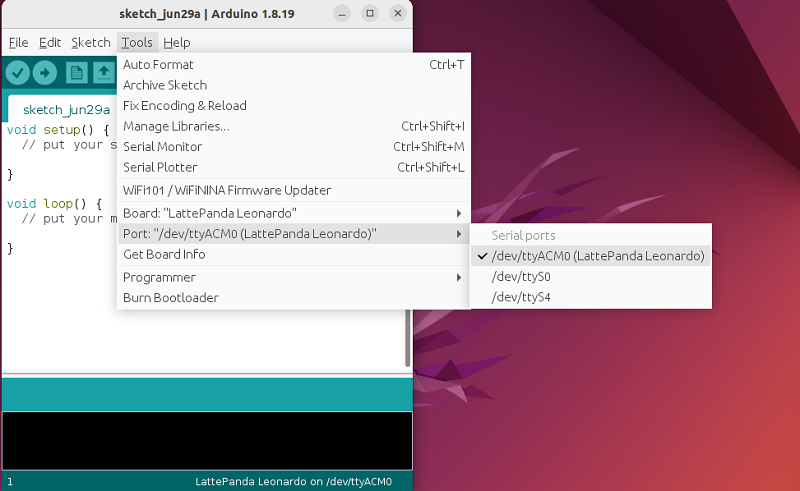 sketch_jun29a | Arduino 1.8.19
File Edit Sketch Tools Help
sketch_jun29a
void setup() {
// put your s
}
void loop() {
// put your m
}
Auto Format Ctrl+T
Archive Sketch
Fix Encoding & Reload
Manage Libraries... Ctrl+Shift+I
Serial Monitor Ctrl+Shift+M
Serial Plotter Ctrl+Shift+L
WiFi101 / WiFiNINA Firmware Updater
Board: "LattePanda Leonardo"
Port: "/dev/ttyACM0 (LattePanda Leonardo)"
Get Board Info
Programmer
Burn Bootloader
Serial ports
/dev/ttyACM0 (LattePanda Leonardo)
/dev/ttyS0
/dev/ttyS4
1 LattePanda Leonardo on /dev/ttyACM0